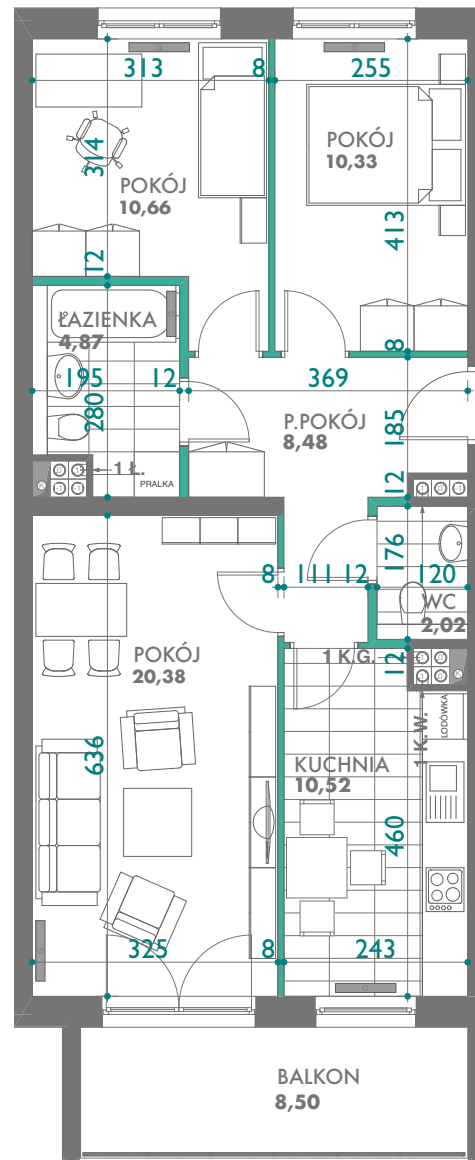 313
8
255
POKÓJ
10,33
314
POKÓJ
10,66
413
12
ŁAZIENKA
4,87
8
195
12
369
280
P.POKÓJ
8,48
185
1 Ł.
PRALKA
12
176
8
111
12
120
WC
2,02
POKÓJ
20,38
1 K.G.
12
LODÓWKA
1 K.W.
636
KUCHNIA
10,52
460
325
8
243
BALKON
8,50